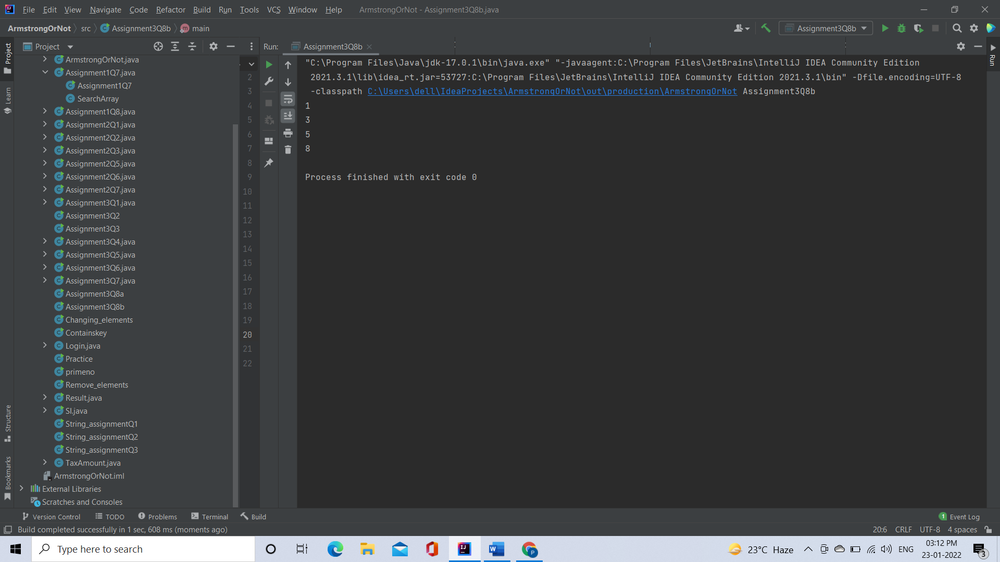 File Edit View Navigate Code Refactor Build Run Tools VCS Window Help ArmstrongOrNot - Assignment3Q8b.java
ArmstrongOrNot src Assignment3Q8b main Assignment3Q8b
Project
Run: Assignment3Q8b
Project
Learn
Structure
Bookmarks
ArmstrongOrNot.java
Assignment1Q7.java
Assignment1Q7
SearchArray
Assignment1Q8.java
Assignment2Q1.java
Assignment2Q2.java
Assignment2Q3.java
Assignment2Q5.java
Assignment2Q6.java
Assignment2Q7.java
Assignment3Q1.java
Assignment3Q2
Assignment3Q3
Assignment3Q4.java
Assignment3Q5.java
Assignment3Q6.java
Assignment3Q7.java
Assignment3Q8a
Assignment3Q8b
Changing_elements
Containskey
Login.java
Practice
primeno
Remove_elements
Result.java
SI.java
String_assignmentQ1
String_assignmentQ2
String_assignmentQ3
TaxAmount.java
ArmstrongOrNot.iml
External Libraries
Scratches and Consoles
2
3
4
5
6
7
8
9
10
11
12
13
14
15
16
17
18
19
20
21
22
"C:\Program Files\Java\jdk-17.0.1\bin\java.exe" "-javaagent:C:\Program Files\JetBrains\IntelliJ IDEA Community Edition
2021.3.1\lib\idea_rt.jar=53727:C:\Program Files\JetBrains\IntelliJ IDEA Community Edition 2021.3.1\bin" -Dfile.encoding=UTF-8
-classpath C:\Users\dell\IdeaProjects\ArmstrongOrNot\out\production\ArmstrongOrNot Assignment3Q8b
1
3
5
8
Process finished with exit code 0
Run
Version Control TODO Problems Terminal Build 1 Event Log
Build completed successfully in 1 sec, 608 ms (moments ago) 20:6 CRLF UTF-8 4 spaces
Type here to search
23°C Haze
ENG
03:12 PM
23-01-2022
3